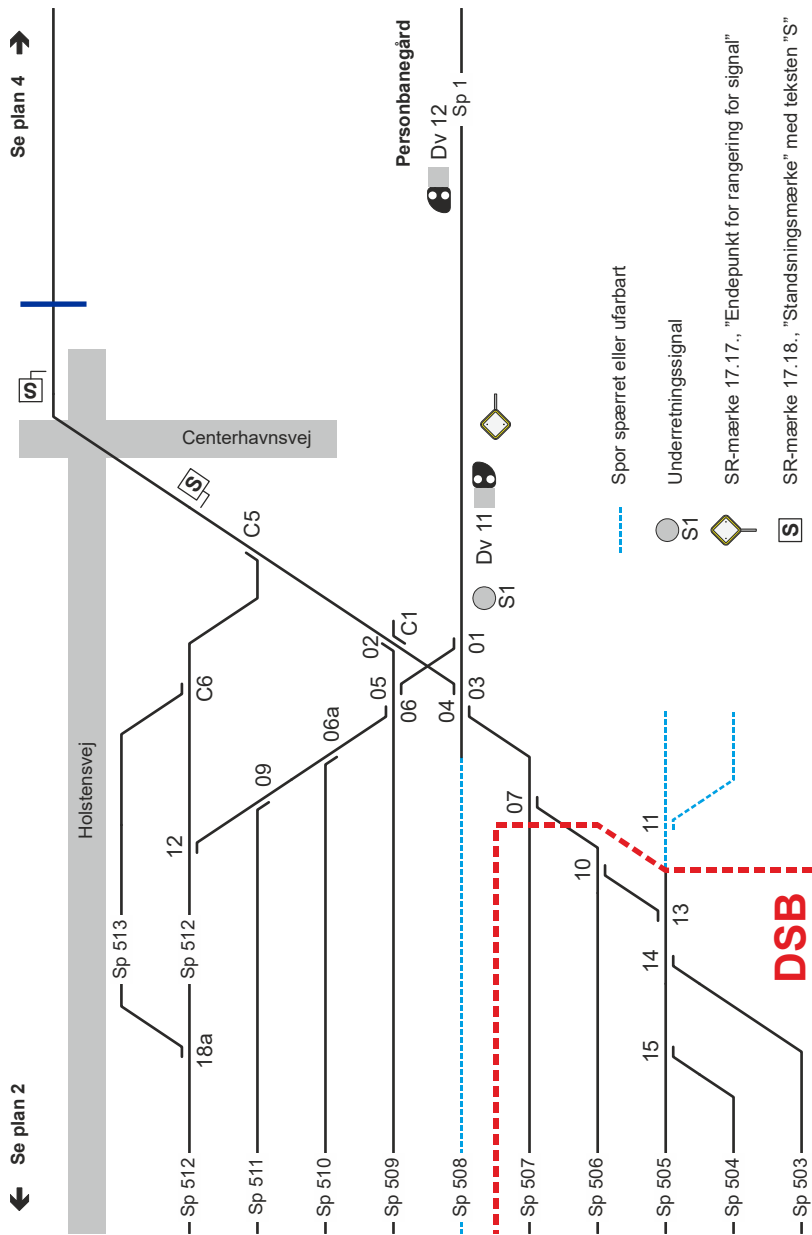 Se plan 2
Se plan 4
Holstensvej
Centerhavnsvej
S
S
Sp 513
C6
C5
Sp 512
Sp 512
18a
12
Sp 511
09
Sp 510
06a
Sp 509
05
06
02
C1
Personbanegård
Dv 12
Sp 508
04
03
01
Sp 1
S1
Dv 11
Sp 507
07
Sp 506
10
Sp 505
15
14
13
11
Sp 504
Sp 503
DSB
Spor spærret eller ufarbart
S1
Underretningssignal
SR-mærke 17.17., "Endepunkt for rangering for signal"
S
SR-mærke 17.18., "Standsningsmærke" med teksten "S"